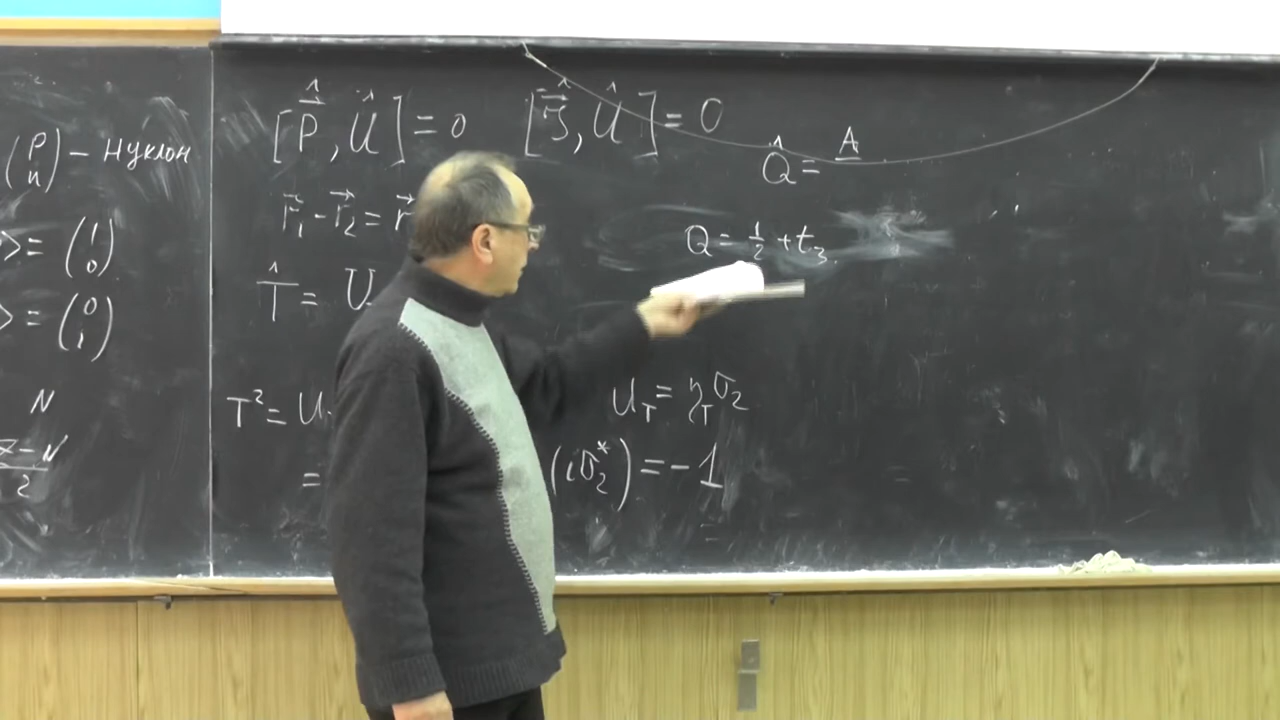 (p n) – нуклон
> = (1 0)
> = (0 1)
N
Z–N / 2
[P̂⃗, Û] = 0 [Ĵ⃗, Û] = 0
r⃗₁ - r⃗₂ = r⃗
T̂ = U
T² = U
=
Q̂ = A
Q = 1/2 + t₃
U_T = η_T σ₂
(iσ₂*) = -1